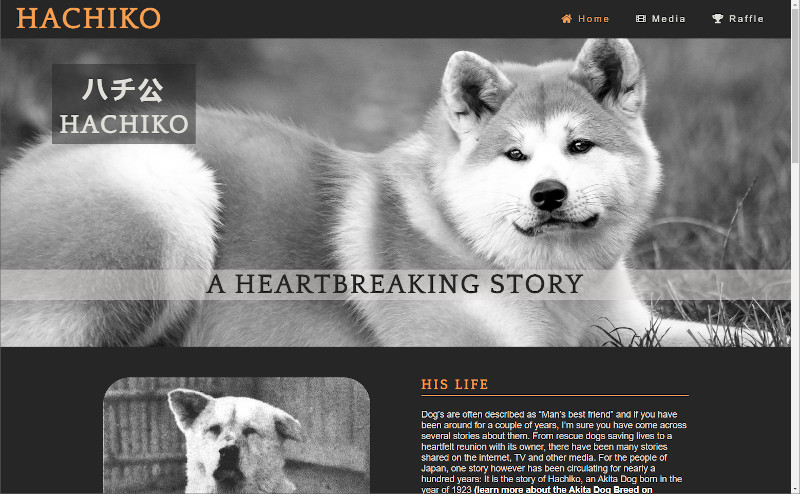 HACHIKO
Home Media Raffle
ハチ公
HACHIKO
A HEARTBREAKING STORY
HIS LIFE
Dog's are often described as "Man's best friend" and if you have
been around for a couple of years, I'm sure you have come across
several stories about them. From rescue dogs saving lives to a
heartfelt reunion with its owner, there have been many stories
shared on the internet, TV and other media. For the people of
Japan, one story however has been circulating for nearly a
hundred years: It is the story of Hachiko, an Akita Dog born in the
year of 1923 (learn more about the Akita Dog Breed on